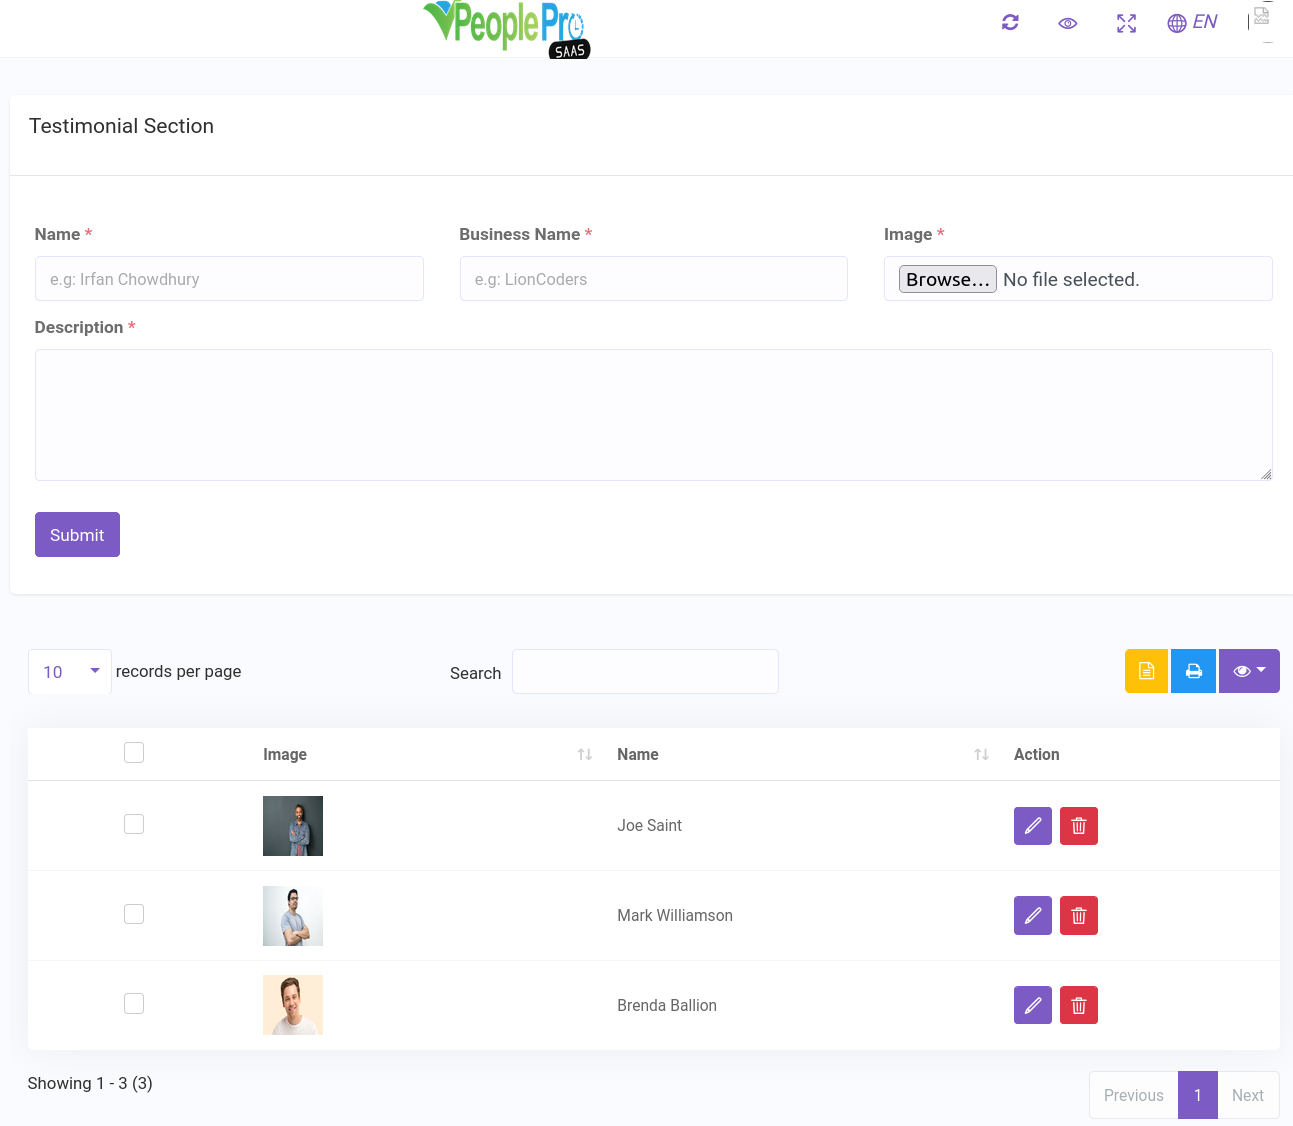 PeoplePro
SAAS
EN
Testimonial Section
Name *
Business Name *
Image *
e.g: Irfan Chowdhury
e.g: LionCoders
Browse... No file selected.
Description *
Submit
10
records per page
Search
Image
Name
Action
Joe Saint
Mark Williamson
Brenda Ballion
Showing 1 - 3 (3)
Previous
1
Next